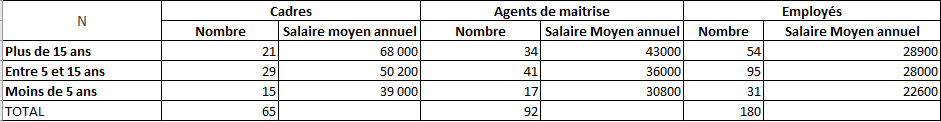 N Cadres Agents de maitrise Employés
Nombre Salaire moyen annuel Nombre Salaire Moyen annuel Nombre Salaire Moyen annuel
Plus de 15 ans 21 68 000 34 43000 54 28900
Entre 5 et 15 ans 29 50 200 41 36000 95 28000
Moins de 5 ans 15 39 000 17 30800 31 22600
TOTAL 65 92 180